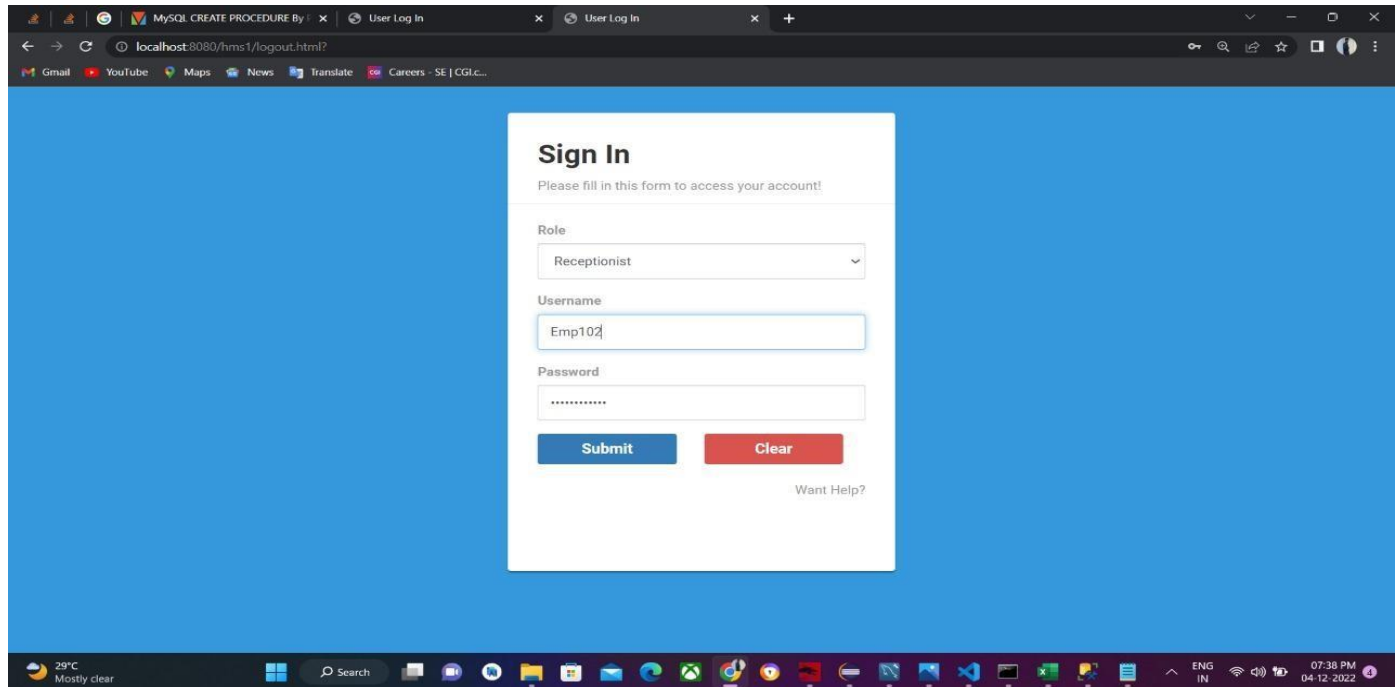 MySQL CREATE PROCEDURE By
User Log In
User Log In
localhost:8080/hms1/logout.html?
Gmail YouTube Maps News Translate CGI Careers - SE | CGI.c...
Sign In
Please fill in this form to access your account!
Role
Receptionist
Username
Emp102
Password
••••••••••••
Submit Clear
Want Help?
29°C
Mostly clear
Search
ENG
IN
07:38 PM
04-12-2022
4